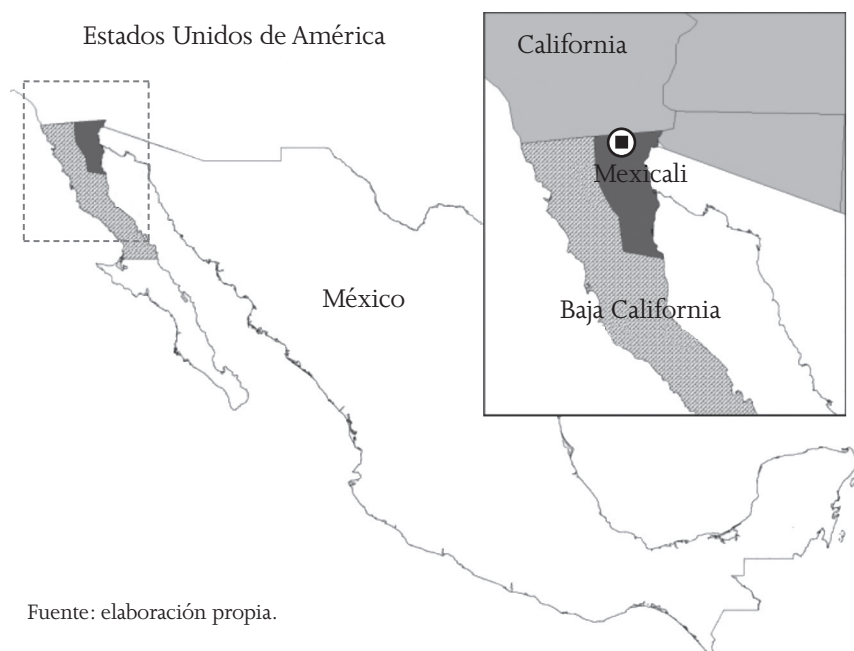 Estados Unidos de América
California
Mexicali
México
Baja California
Fuente: elaboración propia.